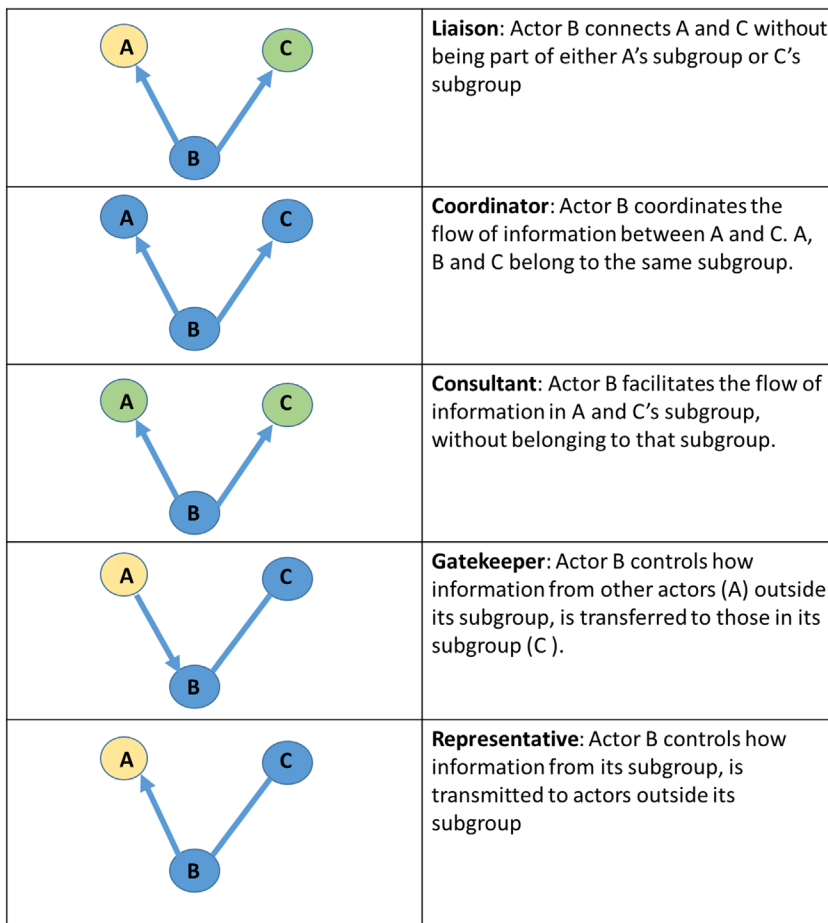 A
C
B
Liaison: Actor B connects A and C without
being part of either A's subgroup or C's
subgroup
A
C
B
Coordinator: Actor B coordinates the
flow of information between A and C. A,
B and C belong to the same subgroup.
A
C
B
Consultant: Actor B facilitates the flow of
information in A and C's subgroup,
without belonging to that subgroup.
A
C
B
Gatekeeper: Actor B controls how
information from other actors (A) outside
its subgroup, is transferred to those in its
subgroup (C ).
A
C
B
Representative: Actor B controls how
information from its subgroup, is
transmitted to actors outside its
subgroup